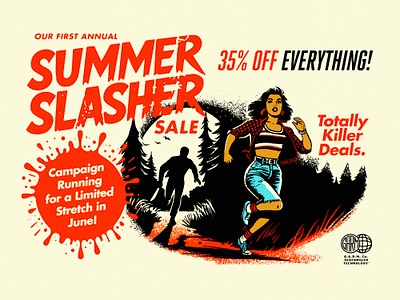 OUR FIRST ANNUAL
SUMMER
SLASHER
SALE
35% OFF EVERYTHING!
Totally
Killer
Deals.
Campaign
Running
for a Limited
Stretch in
June!